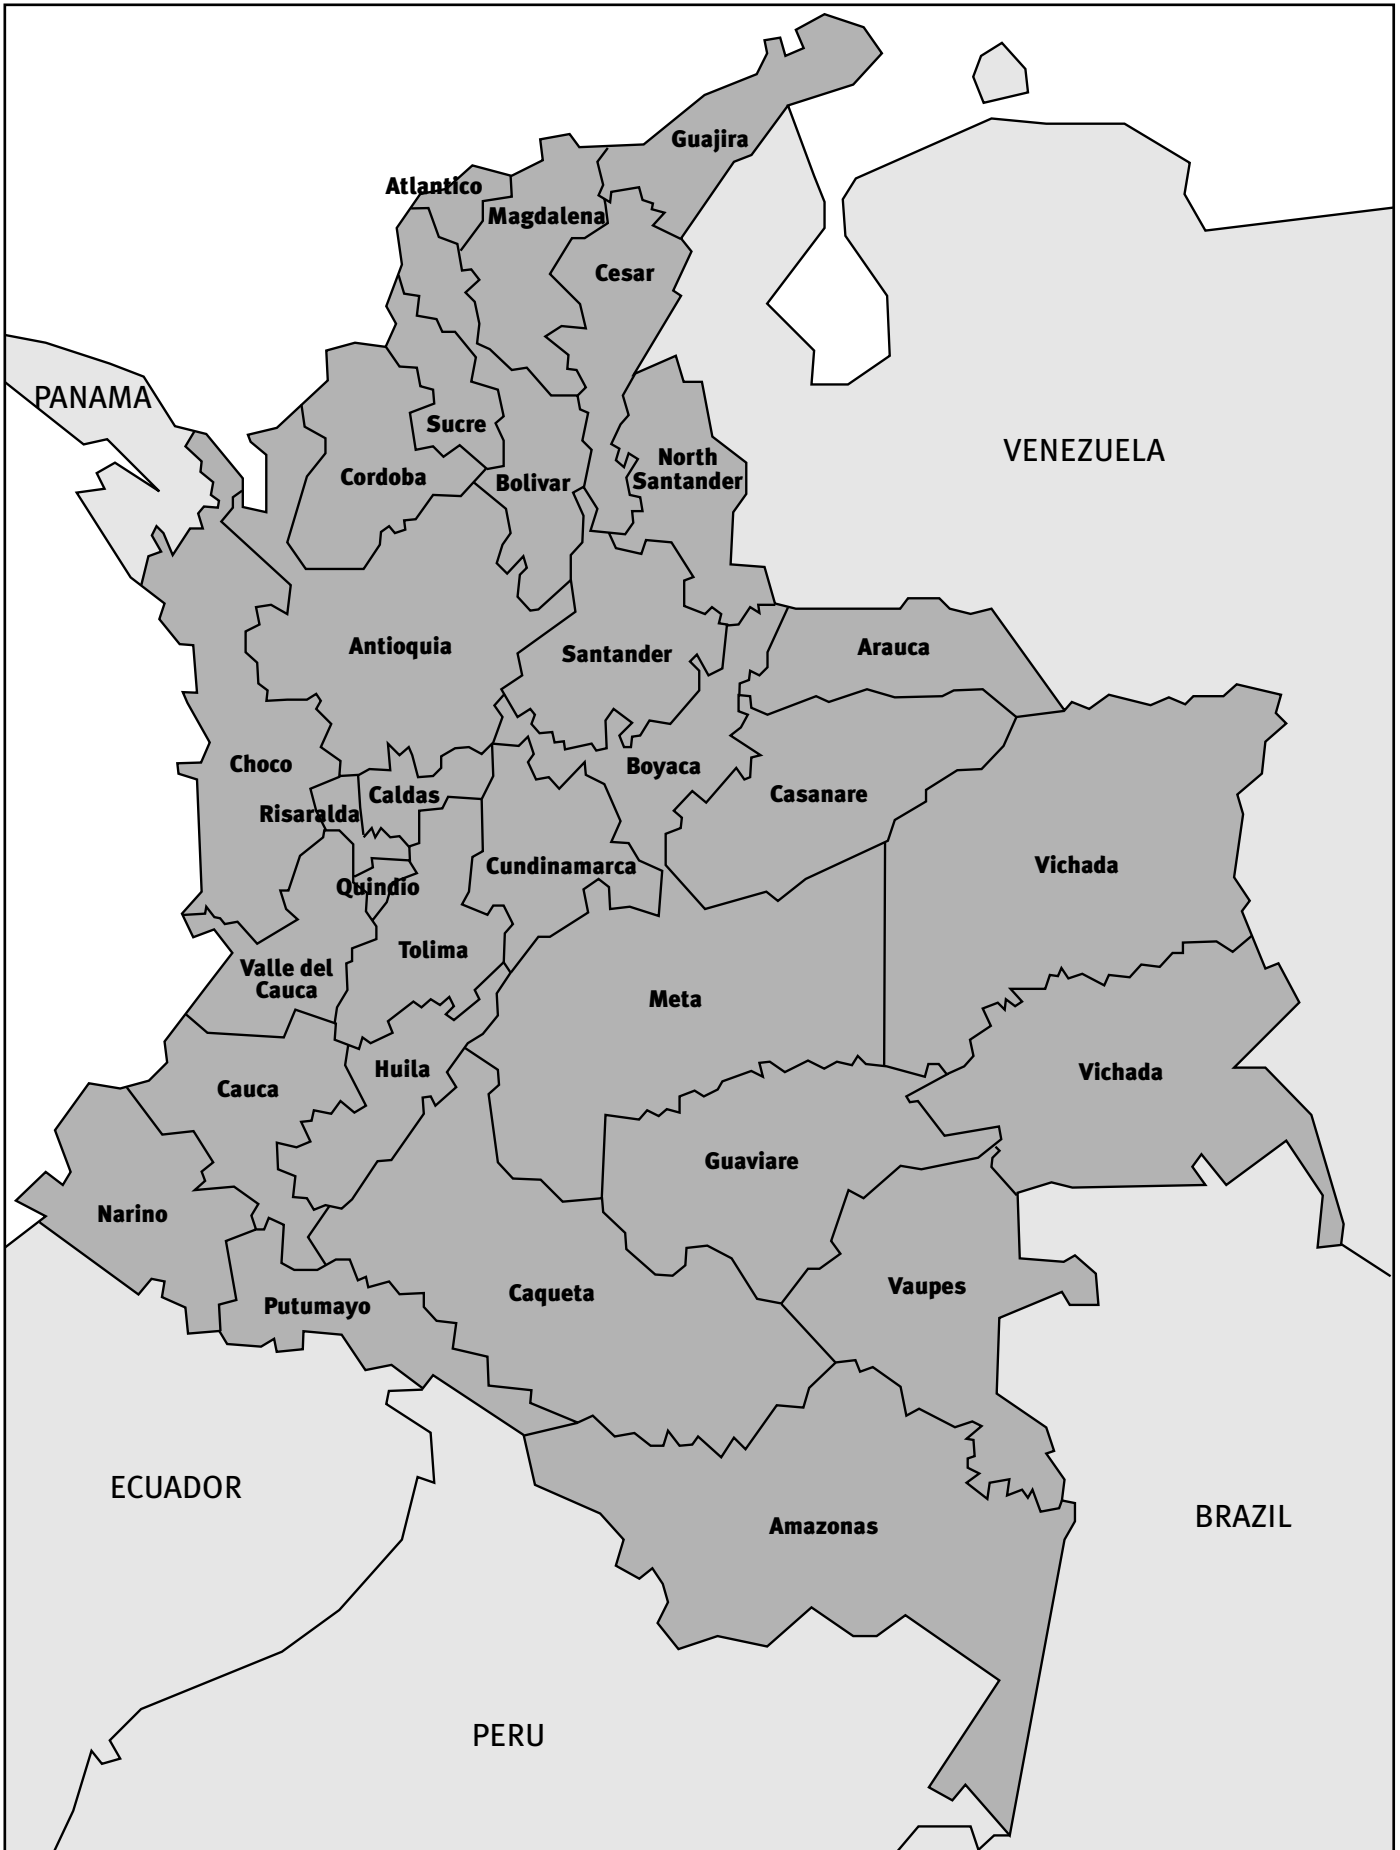 Guajira
Atlantico
Magdalena
Cesar
PANAMA
Sucre
VENEZUELA
North
Santander
Cordoba
Bolivar
Antioquia
Santander
Arauca
Choco
Boyaca
Caldas
Casanare
Risaralda
Cundinamarca
Vichada
Quindio
Tolima
Valle del
Cauca
Meta
Huila
Vichada
Cauca
Guaviare
Narino
Vaupes
Caqueta
Putumayo
ECUADOR
BRAZIL
Amazonas
PERU